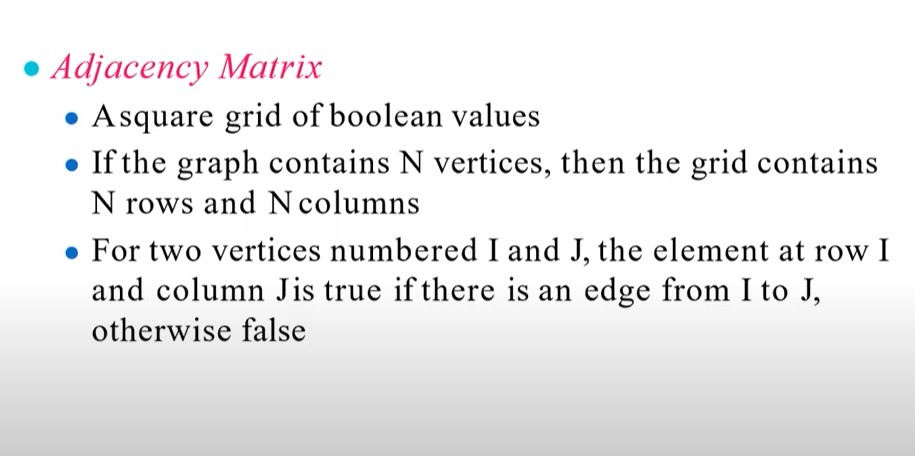 Adjacency Matrix
A square grid of boolean values
If the graph contains N vertices, then the grid contains
N rows and N columns
For two vertices numbered I and J, the element at row I
and column J is true if there is an edge from I to J,
otherwise false